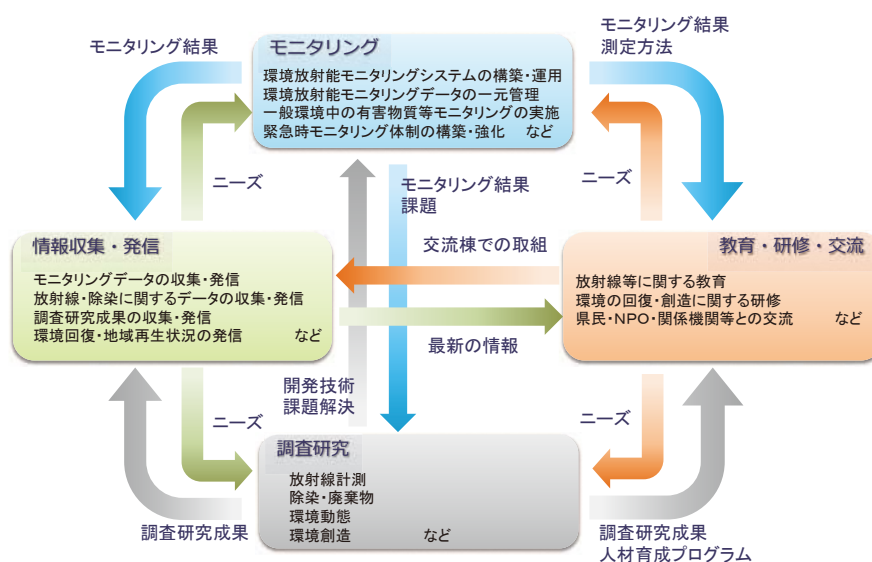 モニタリング結果
モニタリング結果
測定方法
モニタリング
環境放射能モニタリングシステムの構築・運用
環境放射能モニタリングデータの一元管理
一般環境中の有害物質等モニタリングの実施
緊急時モニタリング体制の構築・強化 など
ニーズ
モニタリング結果
課題
ニーズ
情報収集・発信
モニタリングデータの収集・発信
放射線・除染に関するデータの収集・発信
調査研究成果の収集・発信
環境回復・地域再生状況の発信 など
交流棟での取組
最新の情報
教育・研修・交流
放射線等に関する教育
環境の回復・創造に関する研修
県民・NPO・関係機関等との交流 など
ニーズ
開発技術
課題解決
ニーズ
調査研究
放射線計測
除染・廃棄物
環境動態
環境創造 など
調査研究成果
調査研究成果
人材育成プログラム